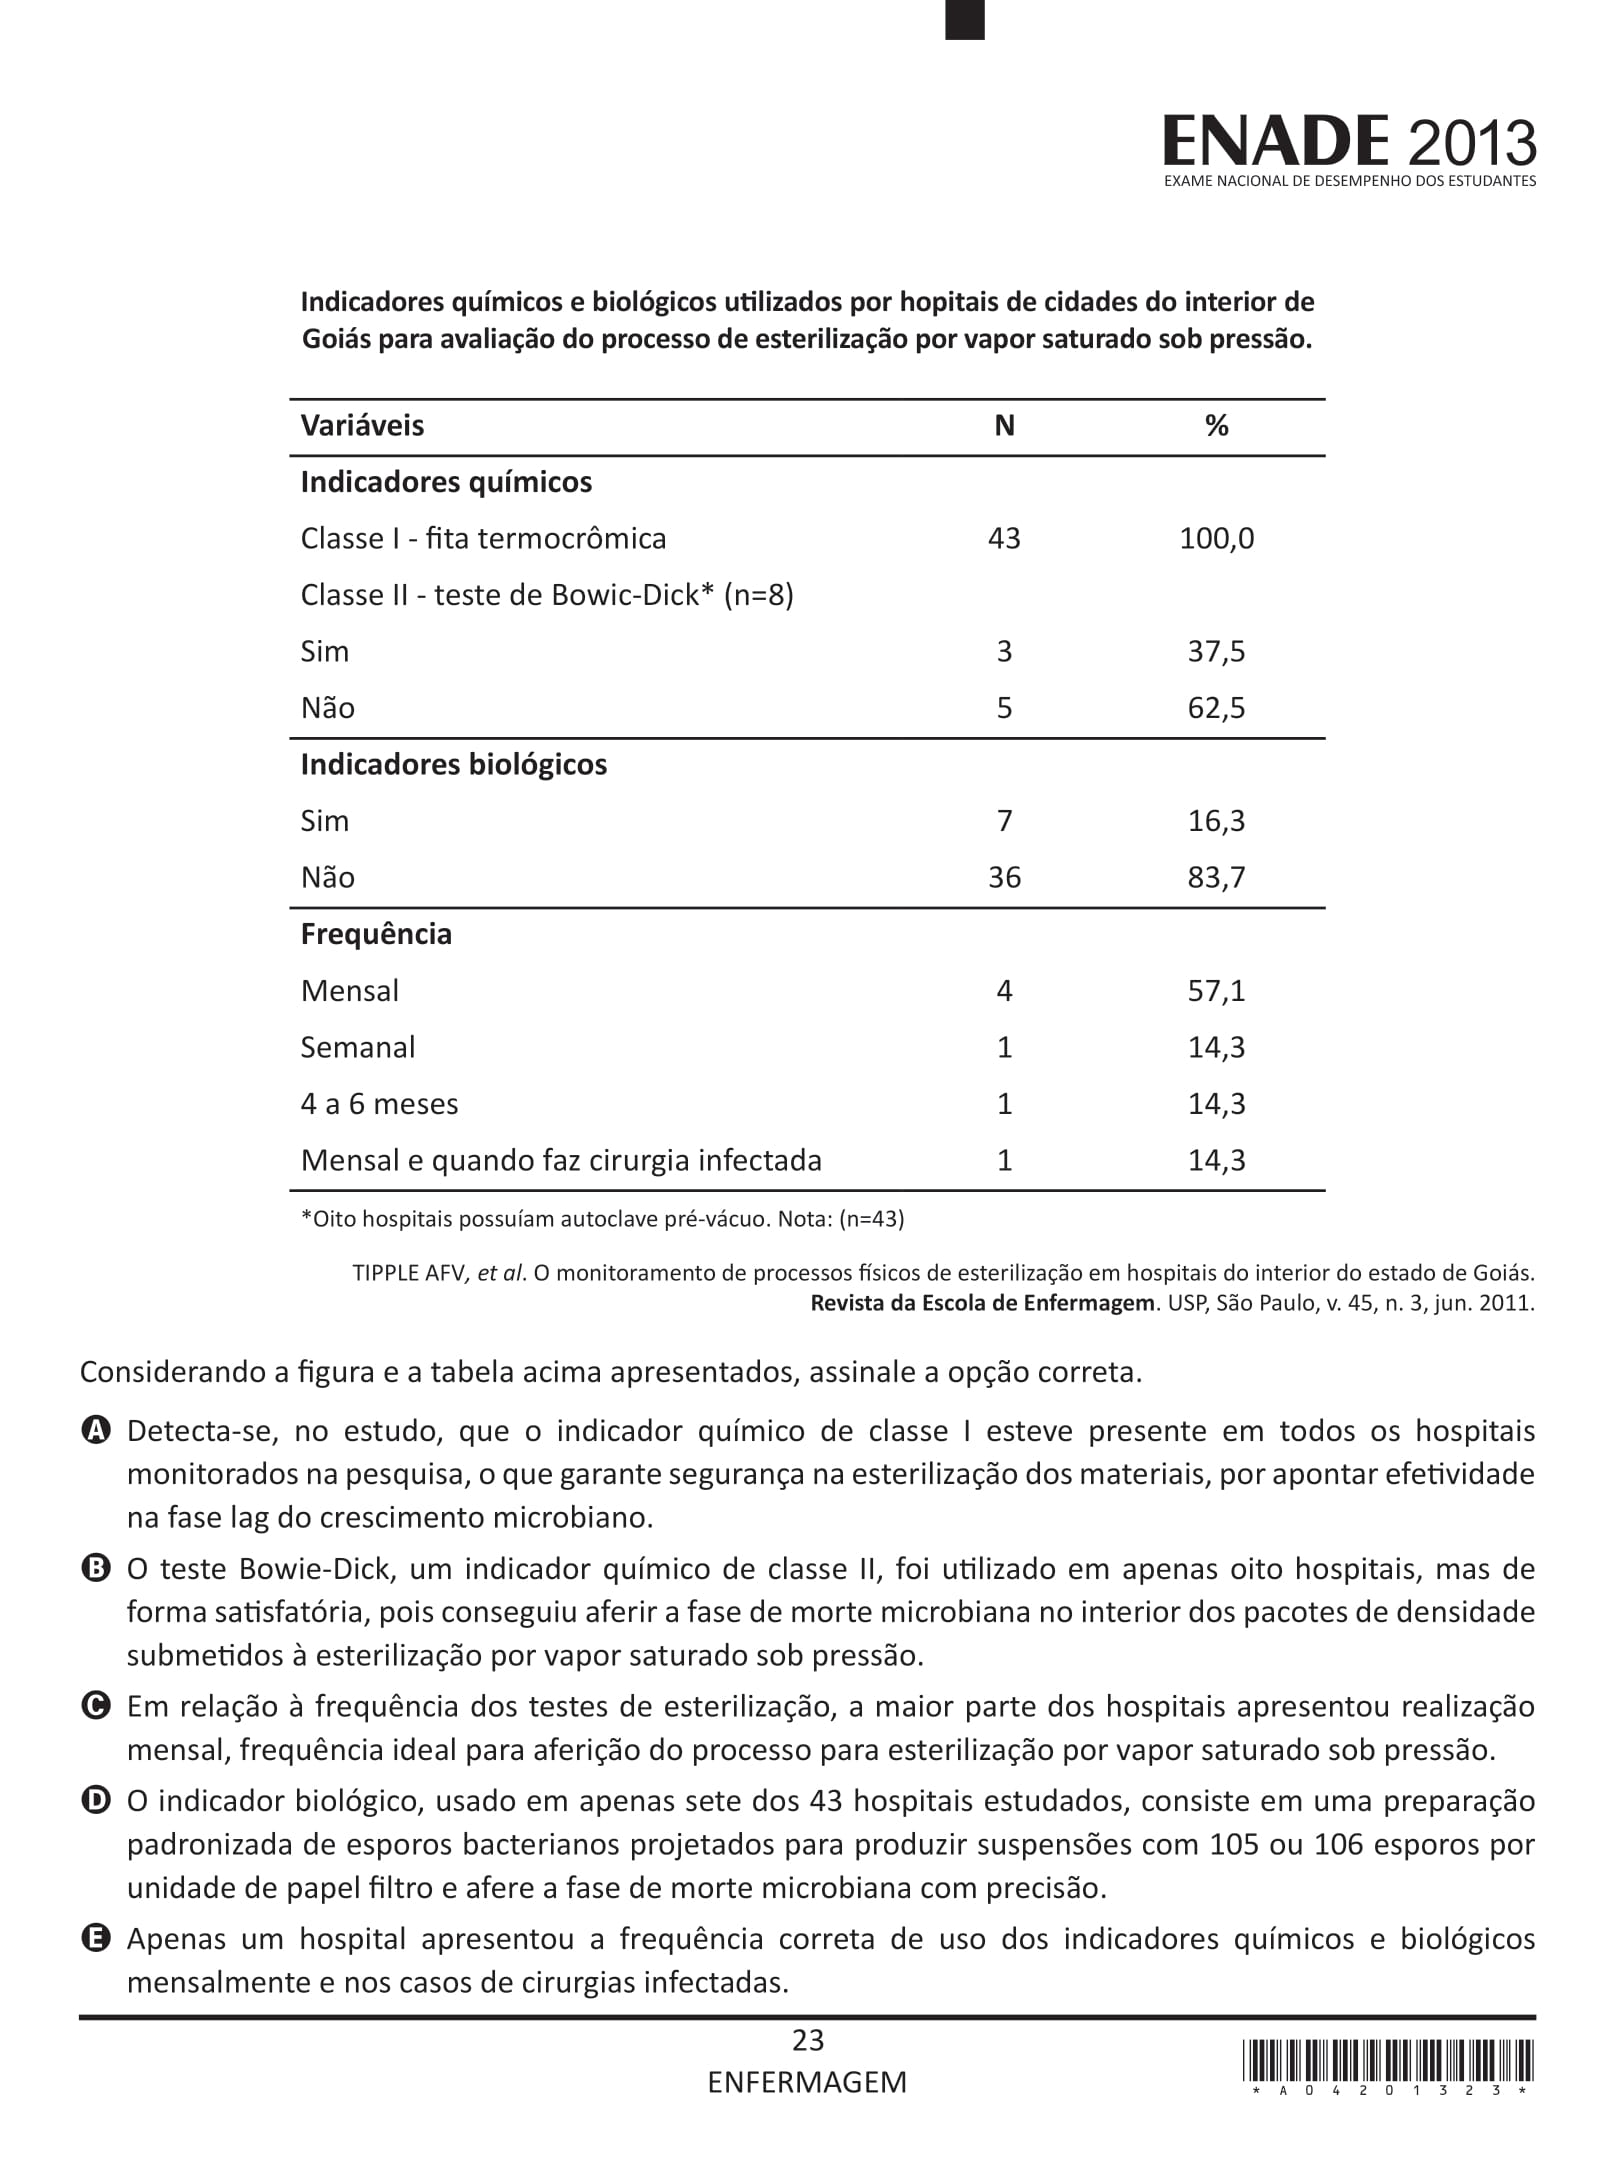 ENADE 2013
EXAME NACIONAL DE DESEMPENHO DOS ESTUDANTES
Indicadores químicos e biológicos utilizados por hopitais de cidades do interior de
Goiás para avaliação do processo de esterilização por vapor saturado sob pressão.
Variáveis N %
Indicadores químicos
Classe I - fita termocrômica 43 100,0
Classe II - teste de Bowic-Dick* (n=8)
Sim 3 37,5
Não 5 62,5
Indicadores biológicos
Sim 7 16,3
Não 36 83,7
Frequência
Mensal 4 57,1
Semanal 1 14,3
4 a 6 meses 1 14,3
Mensal e quando faz cirurgia infectada 1 14,3
*Oito hospitais possuíam autoclave pré-vácuo. Nota: (n=43)
TIPPLE AFV, et al. O monitoramento de processos físicos de esterilização em hospitais do interior do estado de Goiás.
Revista da Escola de Enfermagem. USP, São Paulo, v. 45, n. 3, jun. 2011.
Considerando a figura e a tabela acima apresentados, assinale a opção correta.
A Detecta-se, no estudo, que o indicador químico de classe I esteve presente em todos os hospitais
monitorados na pesquisa, o que garante segurança na esterilização dos materiais, por apontar efetividade
na fase lag do crescimento microbiano.
B O teste Bowie-Dick, um indicador químico de classe II, foi utilizado em apenas oito hospitais, mas de
forma satisfatória, pois conseguiu aferir a fase de morte microbiana no interior dos pacotes de densidade
submetidos à esterilização por vapor saturado sob pressão.
C Em relação à frequência dos testes de esterilização, a maior parte dos hospitais apresentou realização
mensal, frequência ideal para aferição do processo para esterilização por vapor saturado sob pressão.
D O indicador biológico, usado em apenas sete dos 43 hospitais estudados, consiste em uma preparação
padronizada de esporos bacterianos projetados para produzir suspensões com 105 ou 106 esporos por
unidade de papel filtro e afere a fase de morte microbiana com precisão.
E Apenas um hospital apresentou a frequência correta de uso dos indicadores químicos e biológicos
mensalmente e nos casos de cirurgias infectadas.
23
ENFERMAGEM
* A 0 4 2 0 1 3 2 3 *